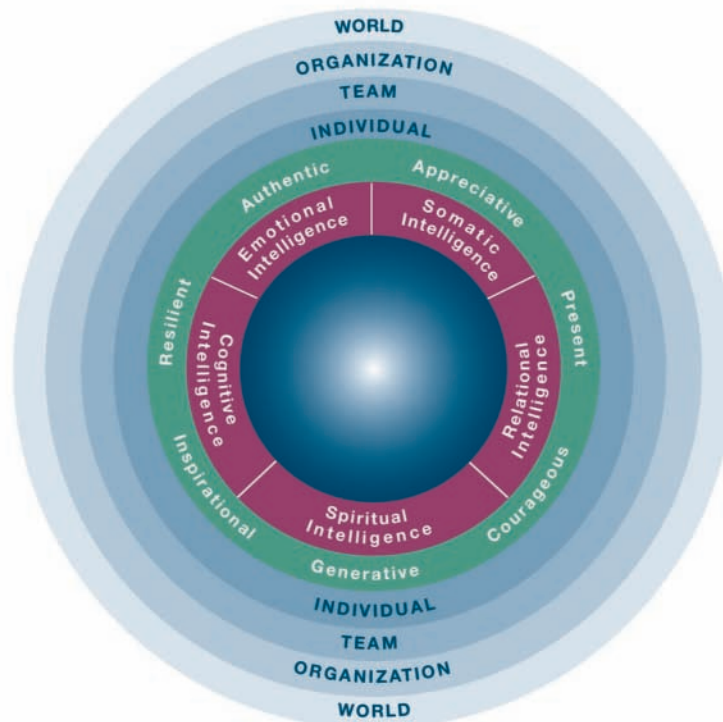 WORLD
ORGANIZATION
TEAM
INDIVIDUAL
Authentic
Appreciative
Present
Courageous
Generative
Inspirational
Resilient
Emotional
Intelligence
Somatic
Intelligence
Relational
Intelligence
Spiritual
Intelligence
Cognitive
Intelligence
INDIVIDUAL
TEAM
ORGANIZATION
WORLD